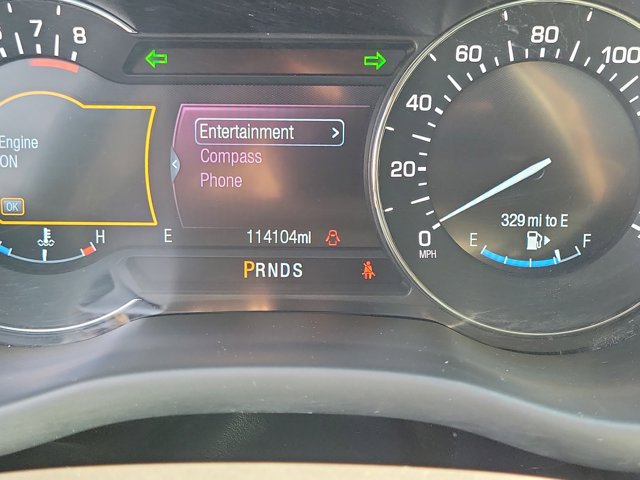 6 7 8
60 80 100
40
20
0
MPH
Engine
ON
OK
Entertainment >
Compass
Phone
<
H
E
114104mi
329 mi to E
E F
PRNDS